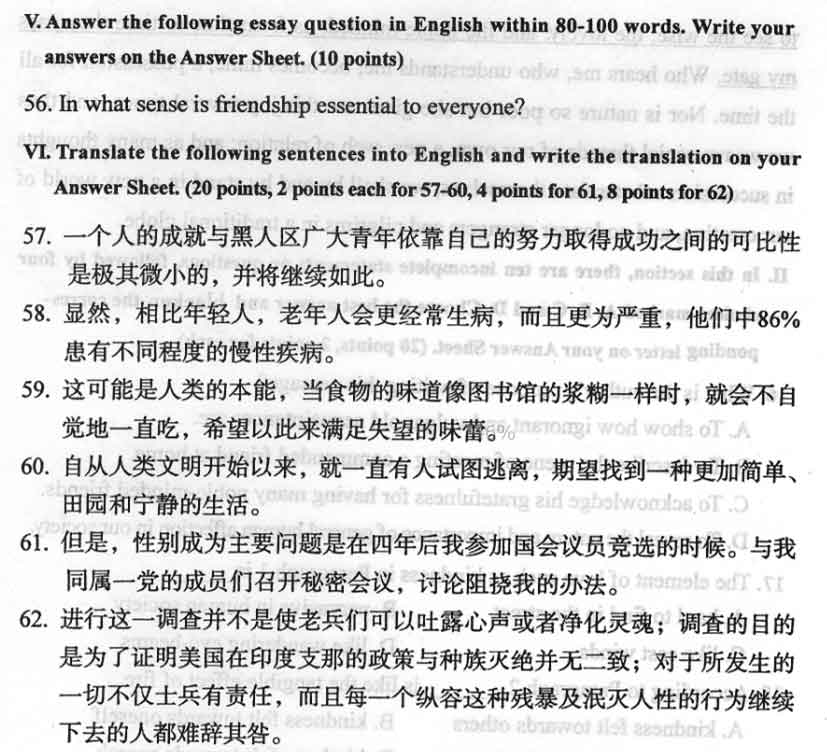 V. Answer the following essay question in English within 80-100 words. Write your
answers on the Answer Sheet. (10 points)
56. In what sense is friendship essential to everyone?
VI. Translate the following sentences into English and write the translation on your
Answer Sheet. (20 points, 2 points each for 57-60, 4 points for 61, 8 points for 62)
57. 一个人的成就与黑人区广大青年依靠自己的努力取得成功之间的可比性
是极其微小的，并将继续如此。
58. 显然，相比年轻人，老年人会更经常生病，而且更为严重，他们中86%
患有不同程度的慢性疾病。
59. 这可能是人类的本能，当食物的味道像图书馆的浆糊一样时，就会不自
觉地一直吃，希望以此来满足失望的味蕾。
60. 自从人类文明开始以来，就一直有人试图逃离，期望找到一种更加简单、
田园和宁静的生活。
61. 但是，性别成为主要问题是在四年后我参加国会议员竞选的时候。与我
同属一党的成员们召开秘密会议，讨论阻挠我的办法。
62. 进行这一调查并不是使老兵们可以吐露心声或者净化灵魂；调查的目的
是为了证明美国在印度支那的政策与种族灭绝并无二致；对于所发生的
一切不仅士兵有责任，而且每一个纵容这种残暴及泯灭人性的行为继续
下去的人都难辞其咎。